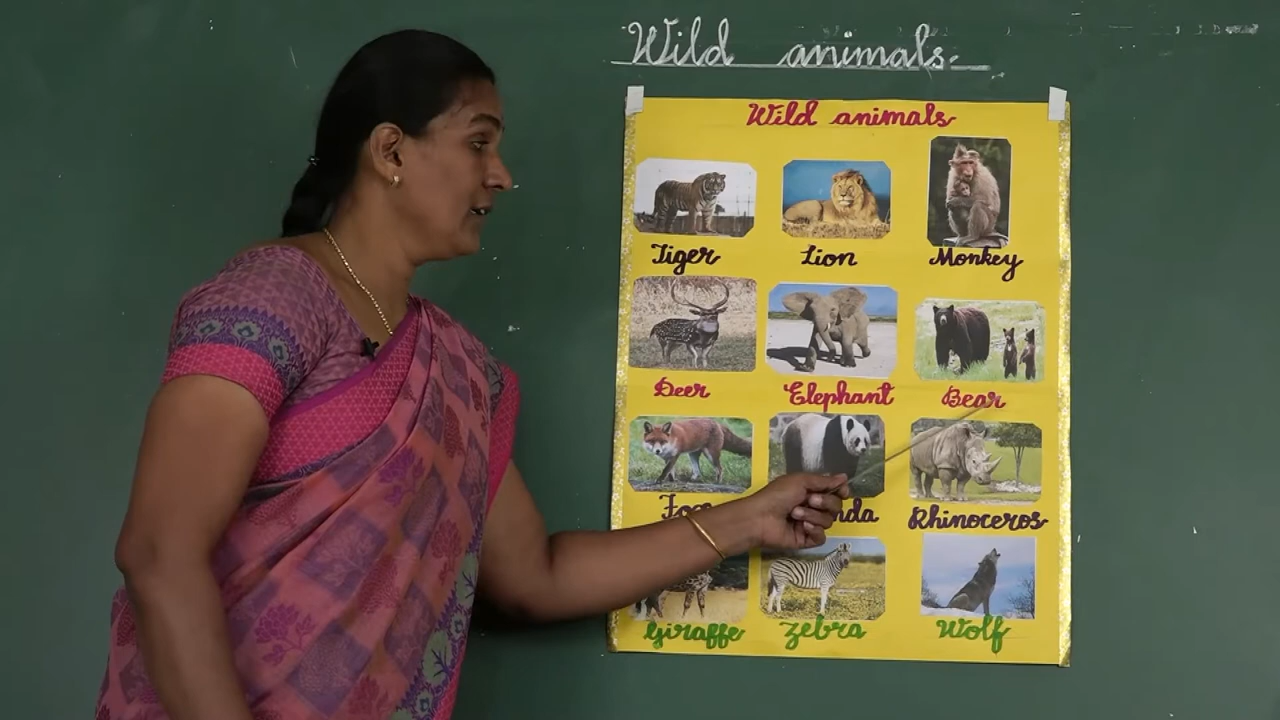 Wild animals.
Wild animals
Tiger Lion Monkey
Deer Elephant Bear
Rhinoceros
Giraffe Zebra Wolf